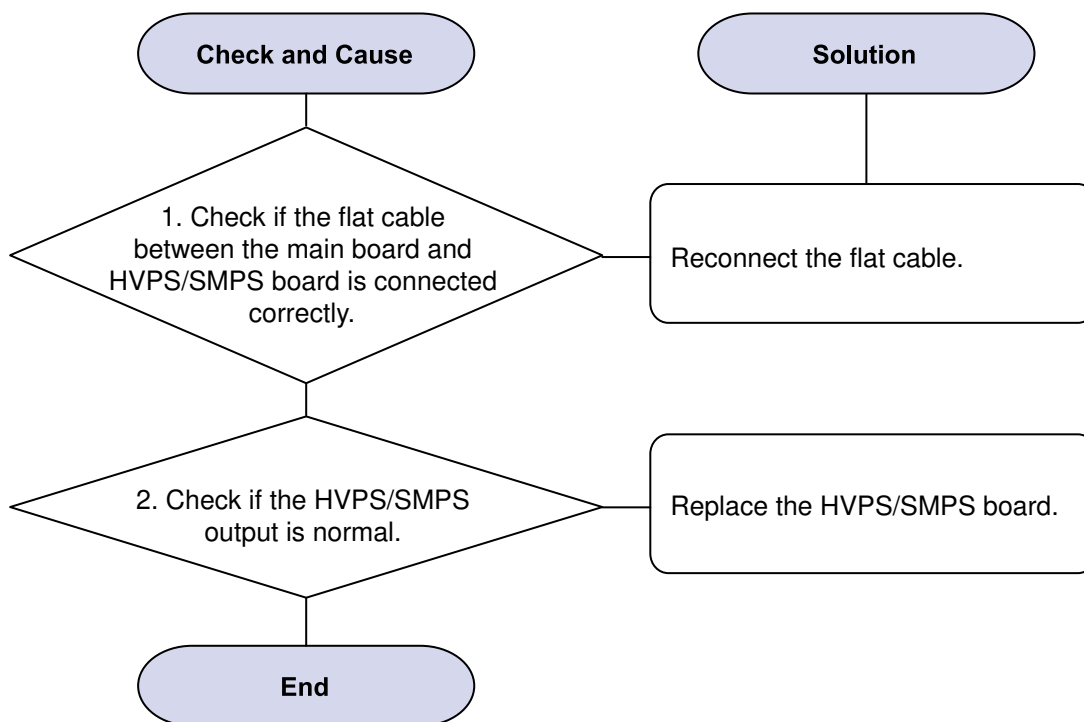 Check and Cause
Solution
1. Check if the flat cable
between the main board and
HVPS/SMPS board is connected
correctly.
Reconnect the flat cable.
2. Check if the HVPS/SMPS
output is normal.
Replace the HVPS/SMPS board.
End